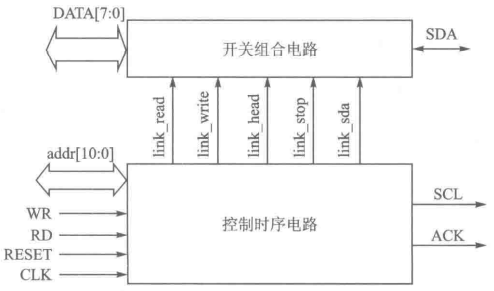 DATA[7:0]
开关组合电路
SDA
link_read
link_write
link_head
link_stop
link_sda
addr[10:0]
WR
RD
RESET
CLK
控制时序电路
SCL
ACK